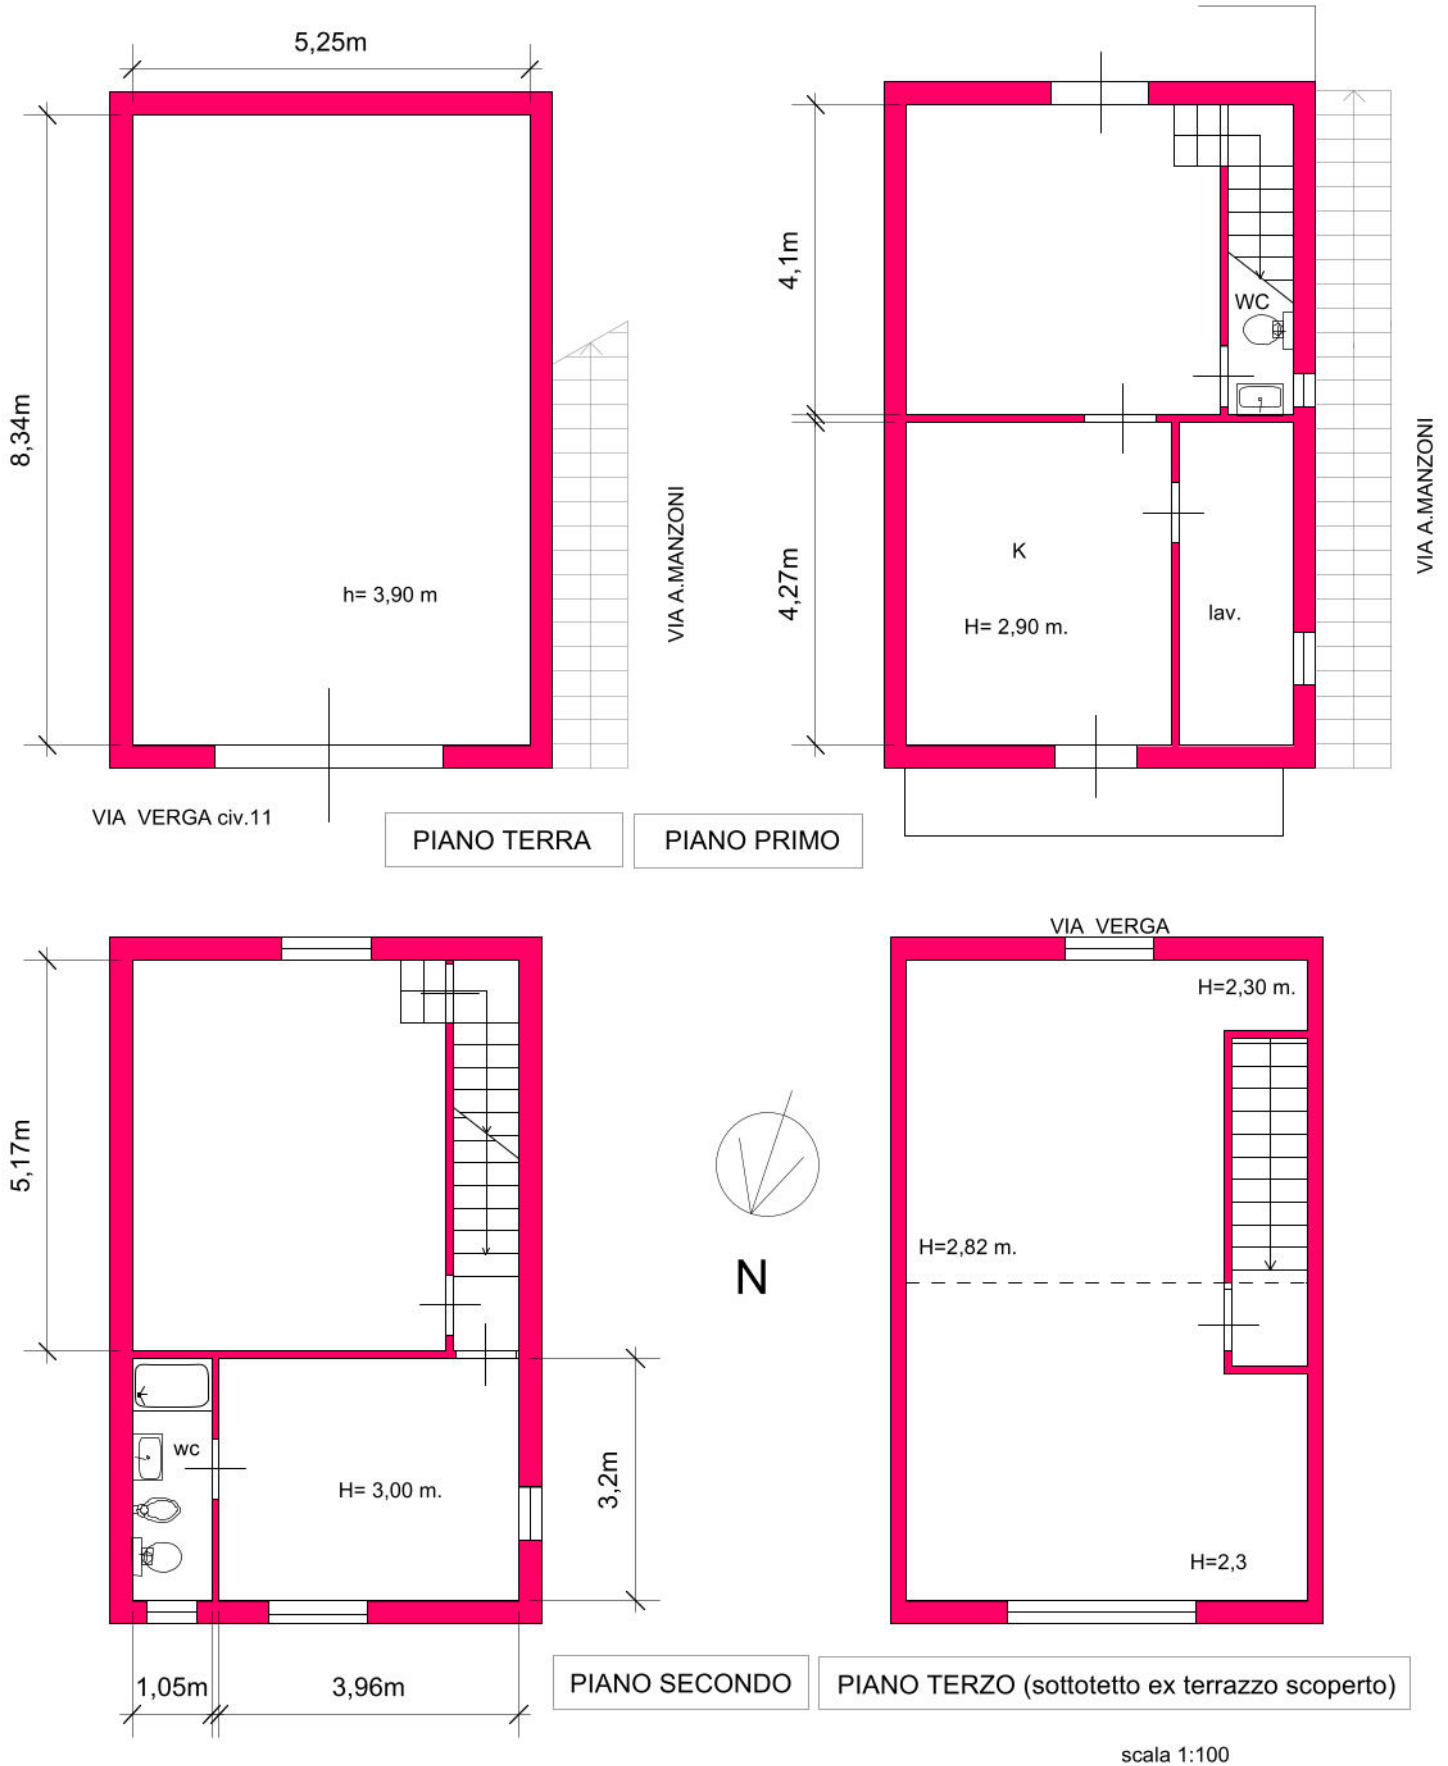 5,25m
8,34m
h= 3,90 m
VIA A.MANZONI
VIA VERGA civ.11
PIANO TERRA
4,1m
4,27m
WC
K
H= 2,90 m.
lav.
VIA A.MANZONI
PIANO PRIMO
5,17m
wc
H= 3,00 m.
3,2m
1,05m
3,96m
PIANO SECONDO
N
VIA VERGA
H=2,30 m.
H=2,82 m.
H=2,3
PIANO TERZO (sottotetto ex terrazzo scoperto)
scala 1:100